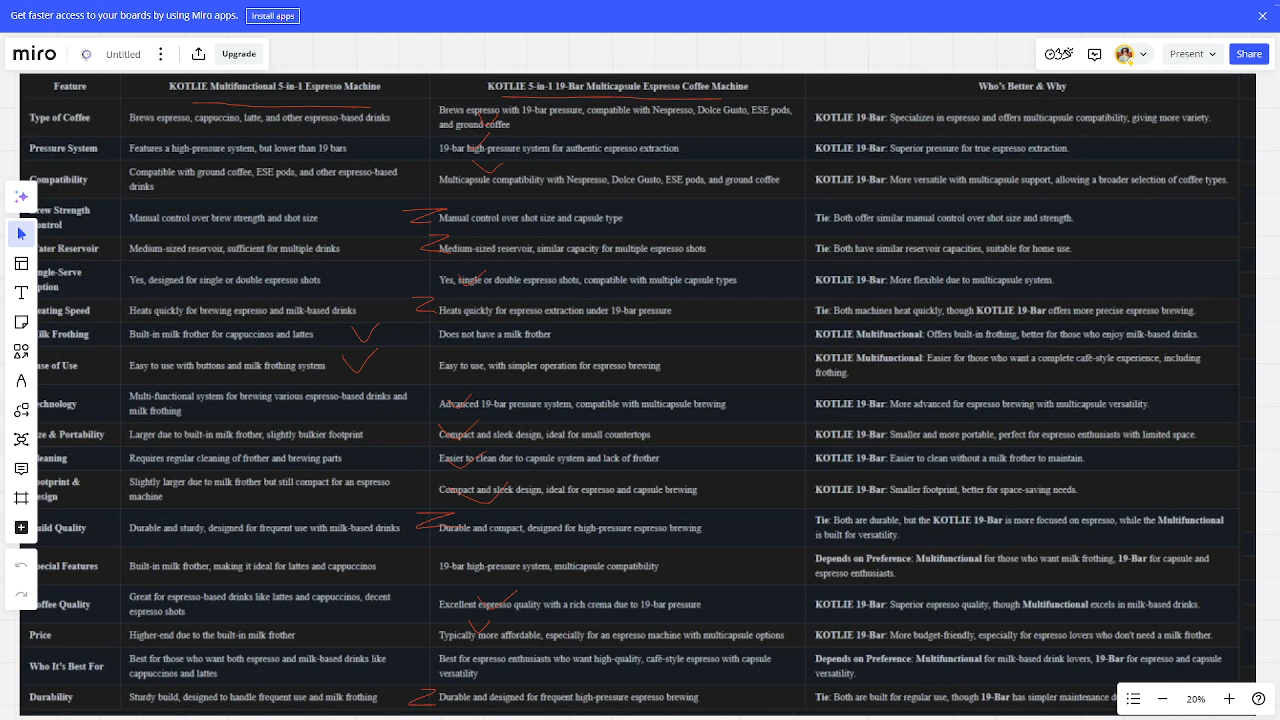 Get faster access to your boards by using Miro apps. Install apps
miro Untitled Upgrade Present Share
Feature KOTLIE Multifunctional 5-in-1 Espresso Machine KOTLIE 5-in-1 19-Bar Multicapsule Espresso Coffee Machine Who's Better & Why
Type of Coffee Brews espresso, cappuccino, latte, and other espresso-based drinks Brews espresso with 19-bar pressure, compatible with Nespresso, Dolce Gusto, ESE pods,
and ground coffee KOTLIE 19-Bar: Specializes in espresso and offers multicapsule compatibility, giving more variety.
Pressure System Features a high-pressure system, but lower than 19 bars 19-bar high-pressure system for authentic espresso extraction KOTLIE 19-Bar: Superior pressure for true espresso extraction.
Compatibility Compatible with ground coffee, ESE pods, and other espresso-based
drinks Multicapsule compatibility with Nespresso, Dolce Gusto, ESE pods, and ground coffee KOTLIE 19-Bar: More versatile with multicapsule support, allowing a broader selection of coffee types.
Strength
Manual control over brew strength and shot size Manual control over shot size and capsule type Tie: Both offer similar manual control over shot size and strength.
Reservoir Medium-sized reservoir, sufficient for multiple drinks Medium-sized reservoir, similar capacity for multiple espresso shots Tie: Both have similar reservoir capacities, suitable for home use.
Yes, designed for single or double espresso shots Yes, single or double espresso shots, compatible with multiple capsule types KOTLIE 19-Bar: More flexible due to multicapsule system.
Speed Heats quickly for brewing espresso and milk-based drinks Heats quickly for espresso extraction under 19-bar pressure Tie: Both machines heat quickly, though KOTLIE 19-Bar offers more precise espresso brewing.
Frothing Built-in milk frother for cappuccinos and lattes Does not have a milk frother KOTLIE Multifunctional: Offers built-in frothing, better for those who enjoy milk-based drinks.
of Use Easy to use with buttons and milk frothing system Easy to use, with simpler operation for espresso brewing KOTLIE Multifunctional: Easier for those who want a complete café-style experience, including
frothing.
Multi-functional system for brewing various espresso-based drinks and
milk frothing Advanced 19-bar pressure system, compatible with multicapsule brewing KOTLIE 19-Bar: More advanced for espresso brewing with multicapsule versatility.
& Portability Larger due to built-in milk frother, slightly bulkier footprint Compact and sleek design, ideal for small countertops KOTLIE 19-Bar: Smaller and more portable, perfect for espresso enthusiasts with limited space.
Requires regular cleaning of frother and brewing parts Easier to clean due to capsule system and lack of frother KOTLIE 19-Bar: Easier to clean without a milk frother to maintain.
& Slightly larger due to milk frother but still compact for an espresso
machine Compact and sleek design, ideal for espresso and capsule brewing KOTLIE 19-Bar: Smaller footprint, better for space-saving needs.
Quality Durable and sturdy, designed for frequent use with milk-based drinks Durable and compact, designed for high-pressure espresso brewing Tie: Both are durable, but the KOTLIE 19-Bar is more focused on espresso, while the Multifunctional
is built for versatility.
Features Built-in milk frother, making it ideal for lattes and cappuccinos 19-bar high-pressure system, multicapsule compatibility Depends on Preference: Multifunctional for those who want milk frothing, 19-Bar for capsule and
espresso enthusiasts.
Quality Great for espresso-based drinks like lattes and cappuccinos, decent
espresso shots Excellent espresso quality with a rich crema due to 19-bar pressure KOTLIE 19-Bar: Superior espresso quality, though Multifunctional excels in milk-based drinks.
Price Higher-end due to the built-in milk frother Typically more affordable, especially for an espresso machine with multicapsule options KOTLIE 19-Bar: More budget-friendly, especially for espresso lovers who don't need a milk frother.
Who It's Best For Best for those who want both espresso and milk-based drinks like
cappuccinos and lattes Best for espresso enthusiasts who want high-quality, café-style espresso with capsule
versatility Depends on Preference: Multifunctional for milk-based drink lovers, 19-Bar for espresso and capsule
versatility.
Durability Sturdy build, designed to handle frequent use and milk frothing Durable and designed for frequent high-pressure espresso brewing Tie: Both are built for regular use, though 19-Bar has simpler maintenance
20%